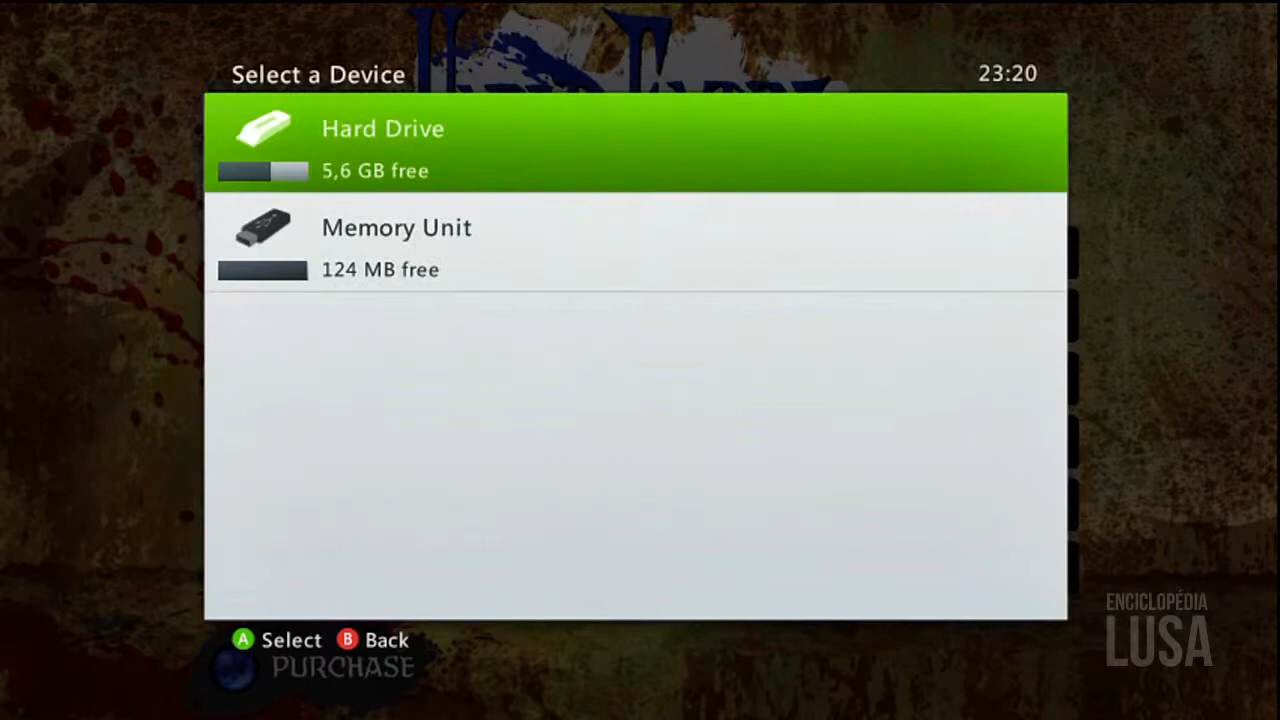 Select a Device
23:20
Hard Drive
5,6 GB free
Memory Unit
124 MB free
A Select B Back
PURCHASE
ENCICLOPÉDIA
LUSA